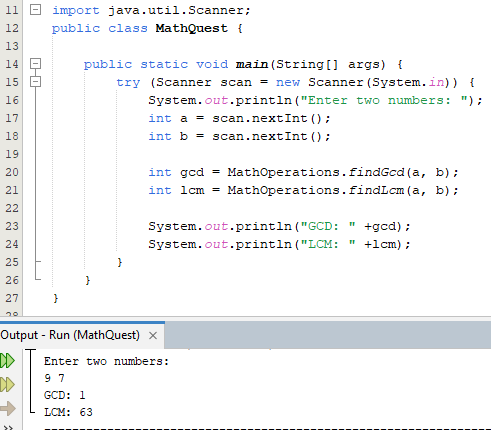 11 import java.util.Scanner;
12 public class MathQuest {
13
14 public static void main(String[] args) {
15 try (Scanner scan = new Scanner(System.in)) {
16 System.out.println("Enter two numbers: ");
17 int a = scan.nextInt();
18 int b = scan.nextInt();
19
20 int gcd = MathOperations.findGcd(a, b);
21 int lcm = MathOperations.findLcm(a, b);
22
23 System.out.println("GCD: " +gcd);
24 System.out.println("LCM: " +lcm);
25 }
26 }
27 }
28
Output - Run (MathQuest) ×
Enter two numbers:
9 7
GCD: 1
LCM: 63